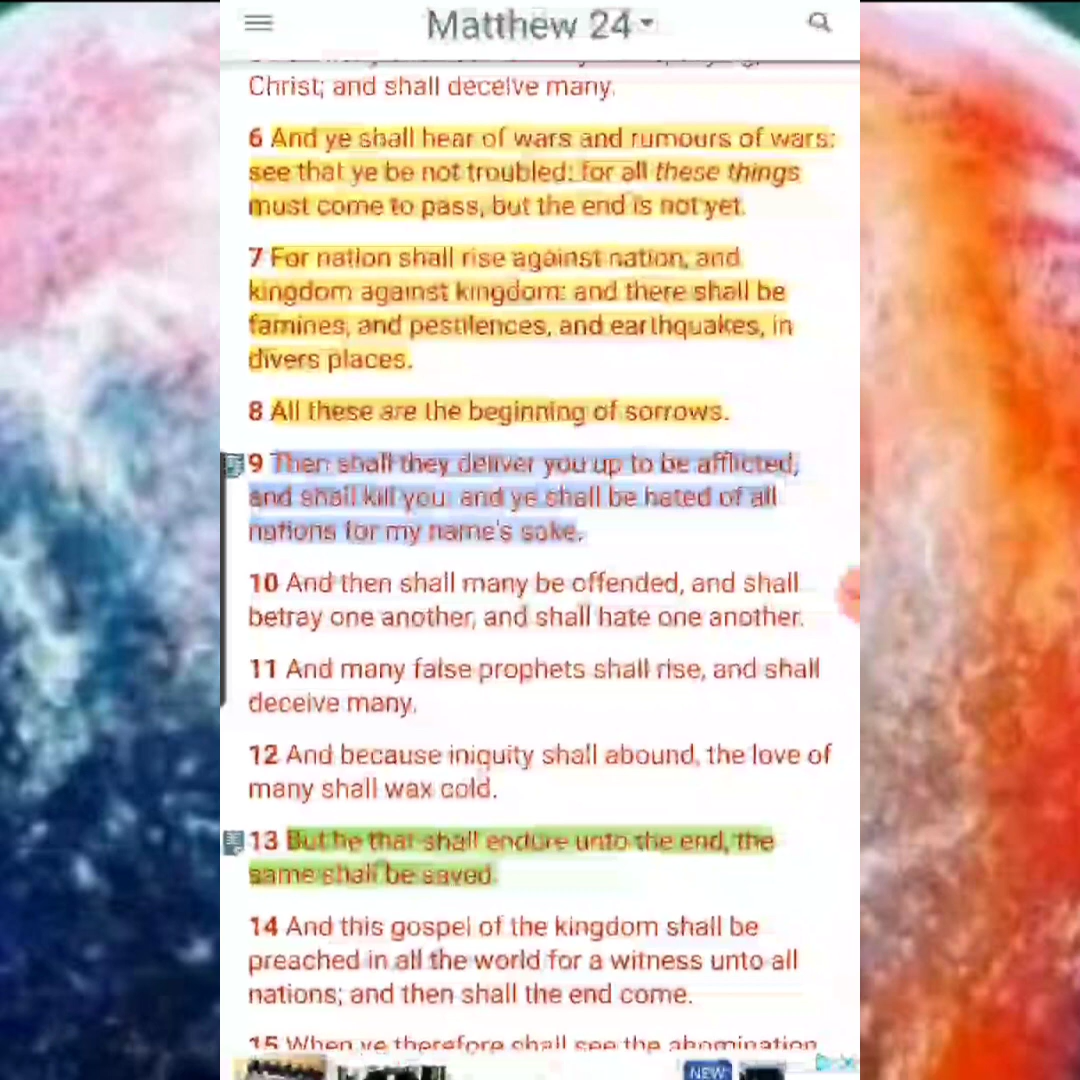 Matthew 24
Christ; and shall deceive many.
6 And ye shall hear of wars and rumours of wars:
see that ye be not troubled: for all these things
must come to pass, but the end is not yet.
7 For nation shall rise against nation, and
kingdom against kingdom: and there shall be
famines, and pestilences, and earthquakes, in
divers places.
8 All these are the beginning of sorrows.
9 Then shall they deliver you up to be afflicted,
and shall kill you: and ye shall be hated of all
nations for my name's sake.
10 And then shall many be offended, and shall
betray one another, and shall hate one another.
11 And many false prophets shall rise, and shall
deceive many.
12 And because iniquity shall abound, the love of
many shall wax cold.
13 But he that shall endure unto the end, the
same shall be saved.
14 And this gospel of the kingdom shall be
preached in all the world for a witness unto all
nations; and then shall the end come.
15 When ye therefore shall see the abomination
NEW